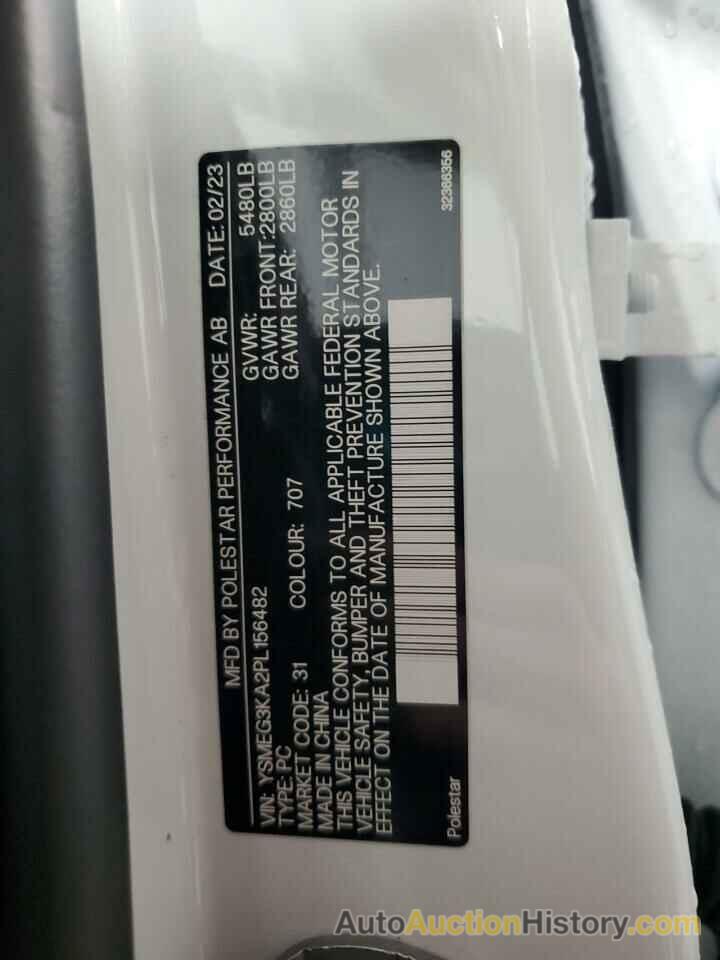 MFD BY POLESTAR PERFORMANCE AB DATE: 02/23
VIN: YSMEG3KA2PL156482 GVWR: 5480LB
TYPE: PC GAWR FRONT:2800LB
MARKET CODE: 31 COLOUR: 707 GAWR REAR: 2860LB
MADE IN CHINA
THIS VEHICLE CONFORMS TO ALL APPLICABLE FEDERAL MOTOR
VEHICLE SAFETY, BUMPER AND THEFT PREVENTION STANDARDS IN
EFFECT ON THE DATE OF MANUFACTURE SHOWN ABOVE.
Polestar 32366356
AutoAuctionHistory.com